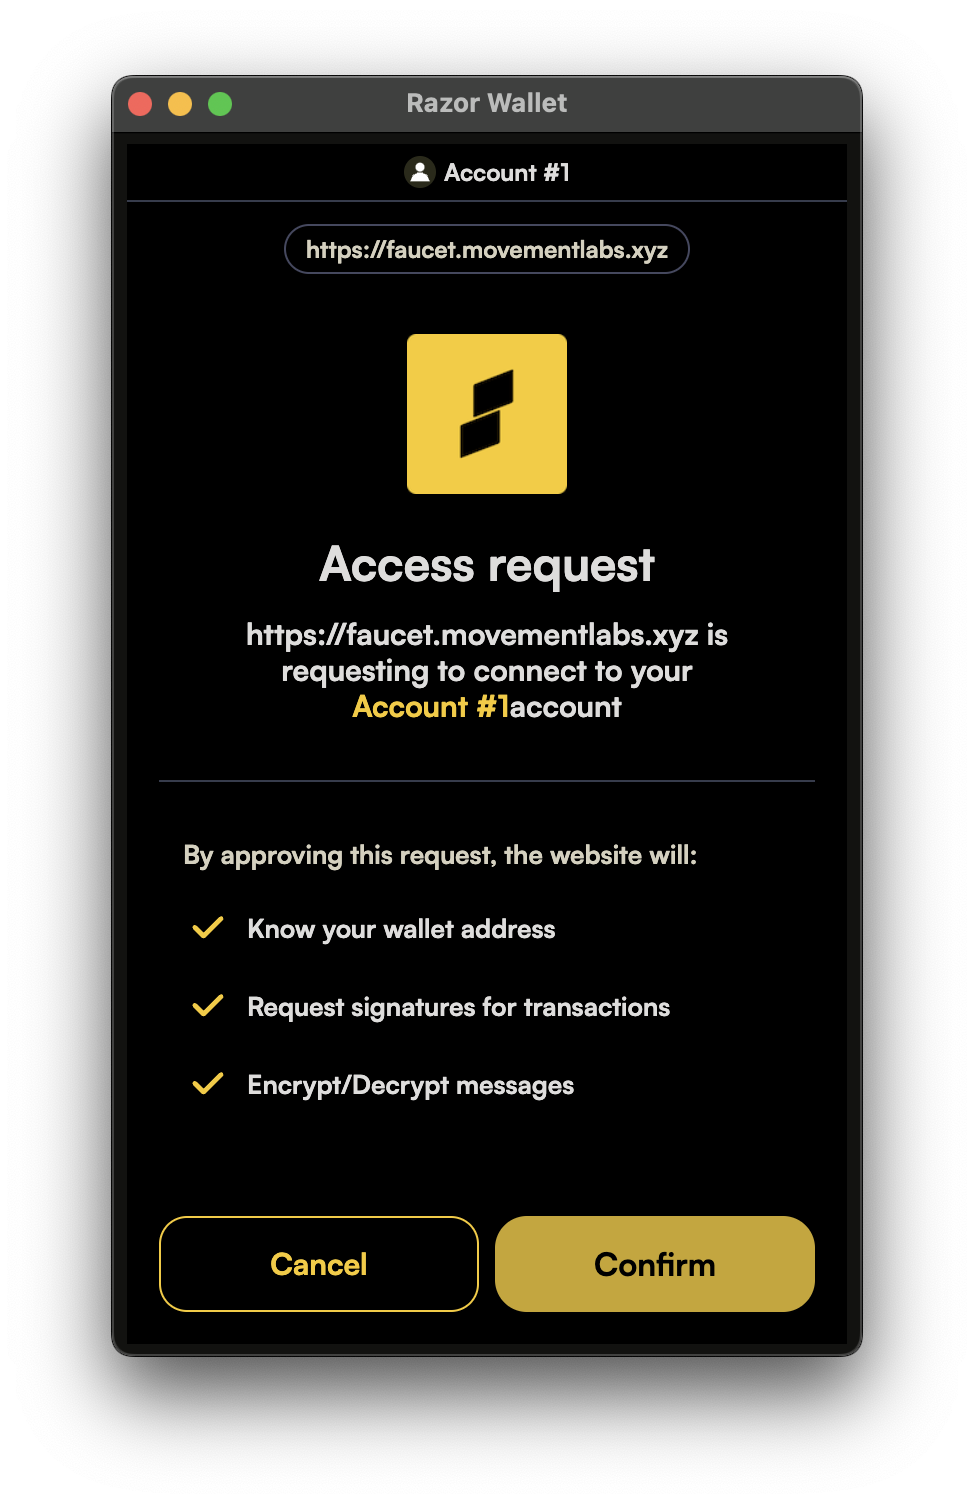 Razor Wallet
Account #1
https://faucet.movementlabs.xyz
Access request
https://faucet.movementlabs.xyz is
requesting to connect to your
Account #1account
By approving this request, the website will:
Know your wallet address
Request signatures for transactions
Encrypt/Decrypt messages
Cancel
Confirm